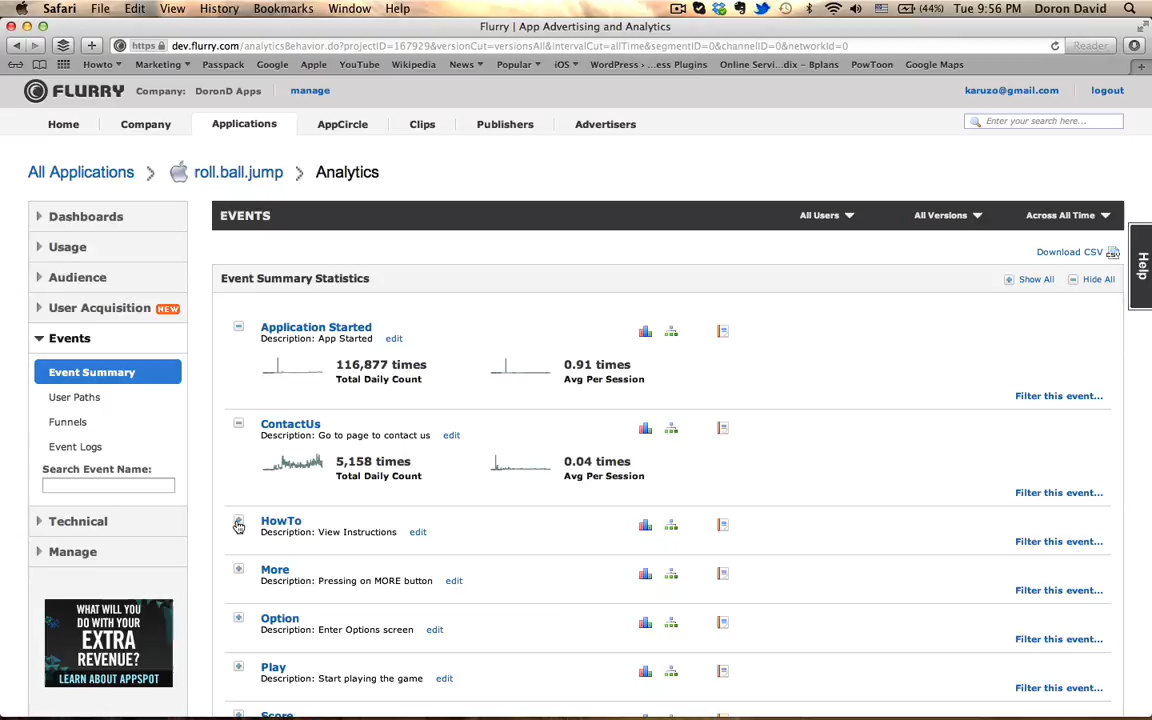 Safari File Edit View History Bookmarks Window Help (44%) Tue 9:56 PM Doron David
Flurry | App Advertising and Analytics
https dev.flurry.com/analyticsBehavior.do?projectID=167929&versionCut=versionsAll&intervalCut=allTime&segmentID=0&channelID=0&networkId=0 Reader
Howto Marketing Passpack Google Apple YouTube Wikipedia News Popular iOS WordPress › ...ess Plugins Online Servi...dix - Bplans PowToon Google Maps
FLURRY Company: DoronD Apps manage karuzo@gmail.com logout
Home Company Applications AppCircle Clips Publishers Advertisers Enter your search here...
All Applications roll.ball.jump Analytics
Dashboards
Usage
Audience
User Acquisition NEW
Events
Event Summary
User Paths
Funnels
Event Logs
Search Event Name:
Technical
Manage
WHAT WILL YOU
DO WITH YOUR
EXTRA
REVENUE?
LEARN ABOUT APPSPOT
EVENTS All Users All Versions Across All Time
Download CSV CSV
Event Summary Statistics Show All Hide All
Application Started
Description: App Started edit
116,877 times 0.91 times
Total Daily Count Avg Per Session
Filter this event...
ContactUs
Description: Go to page to contact us edit
5,158 times 0.04 times
Total Daily Count Avg Per Session
Filter this event...
HowTo
Description: View Instructions edit
Filter this event...
More
Description: Pressing on MORE button edit
Filter this event...
Option
Description: Enter Options screen edit
Filter this event...
Play
Description: Start playing the game edit
Filter this event...
Score
Help